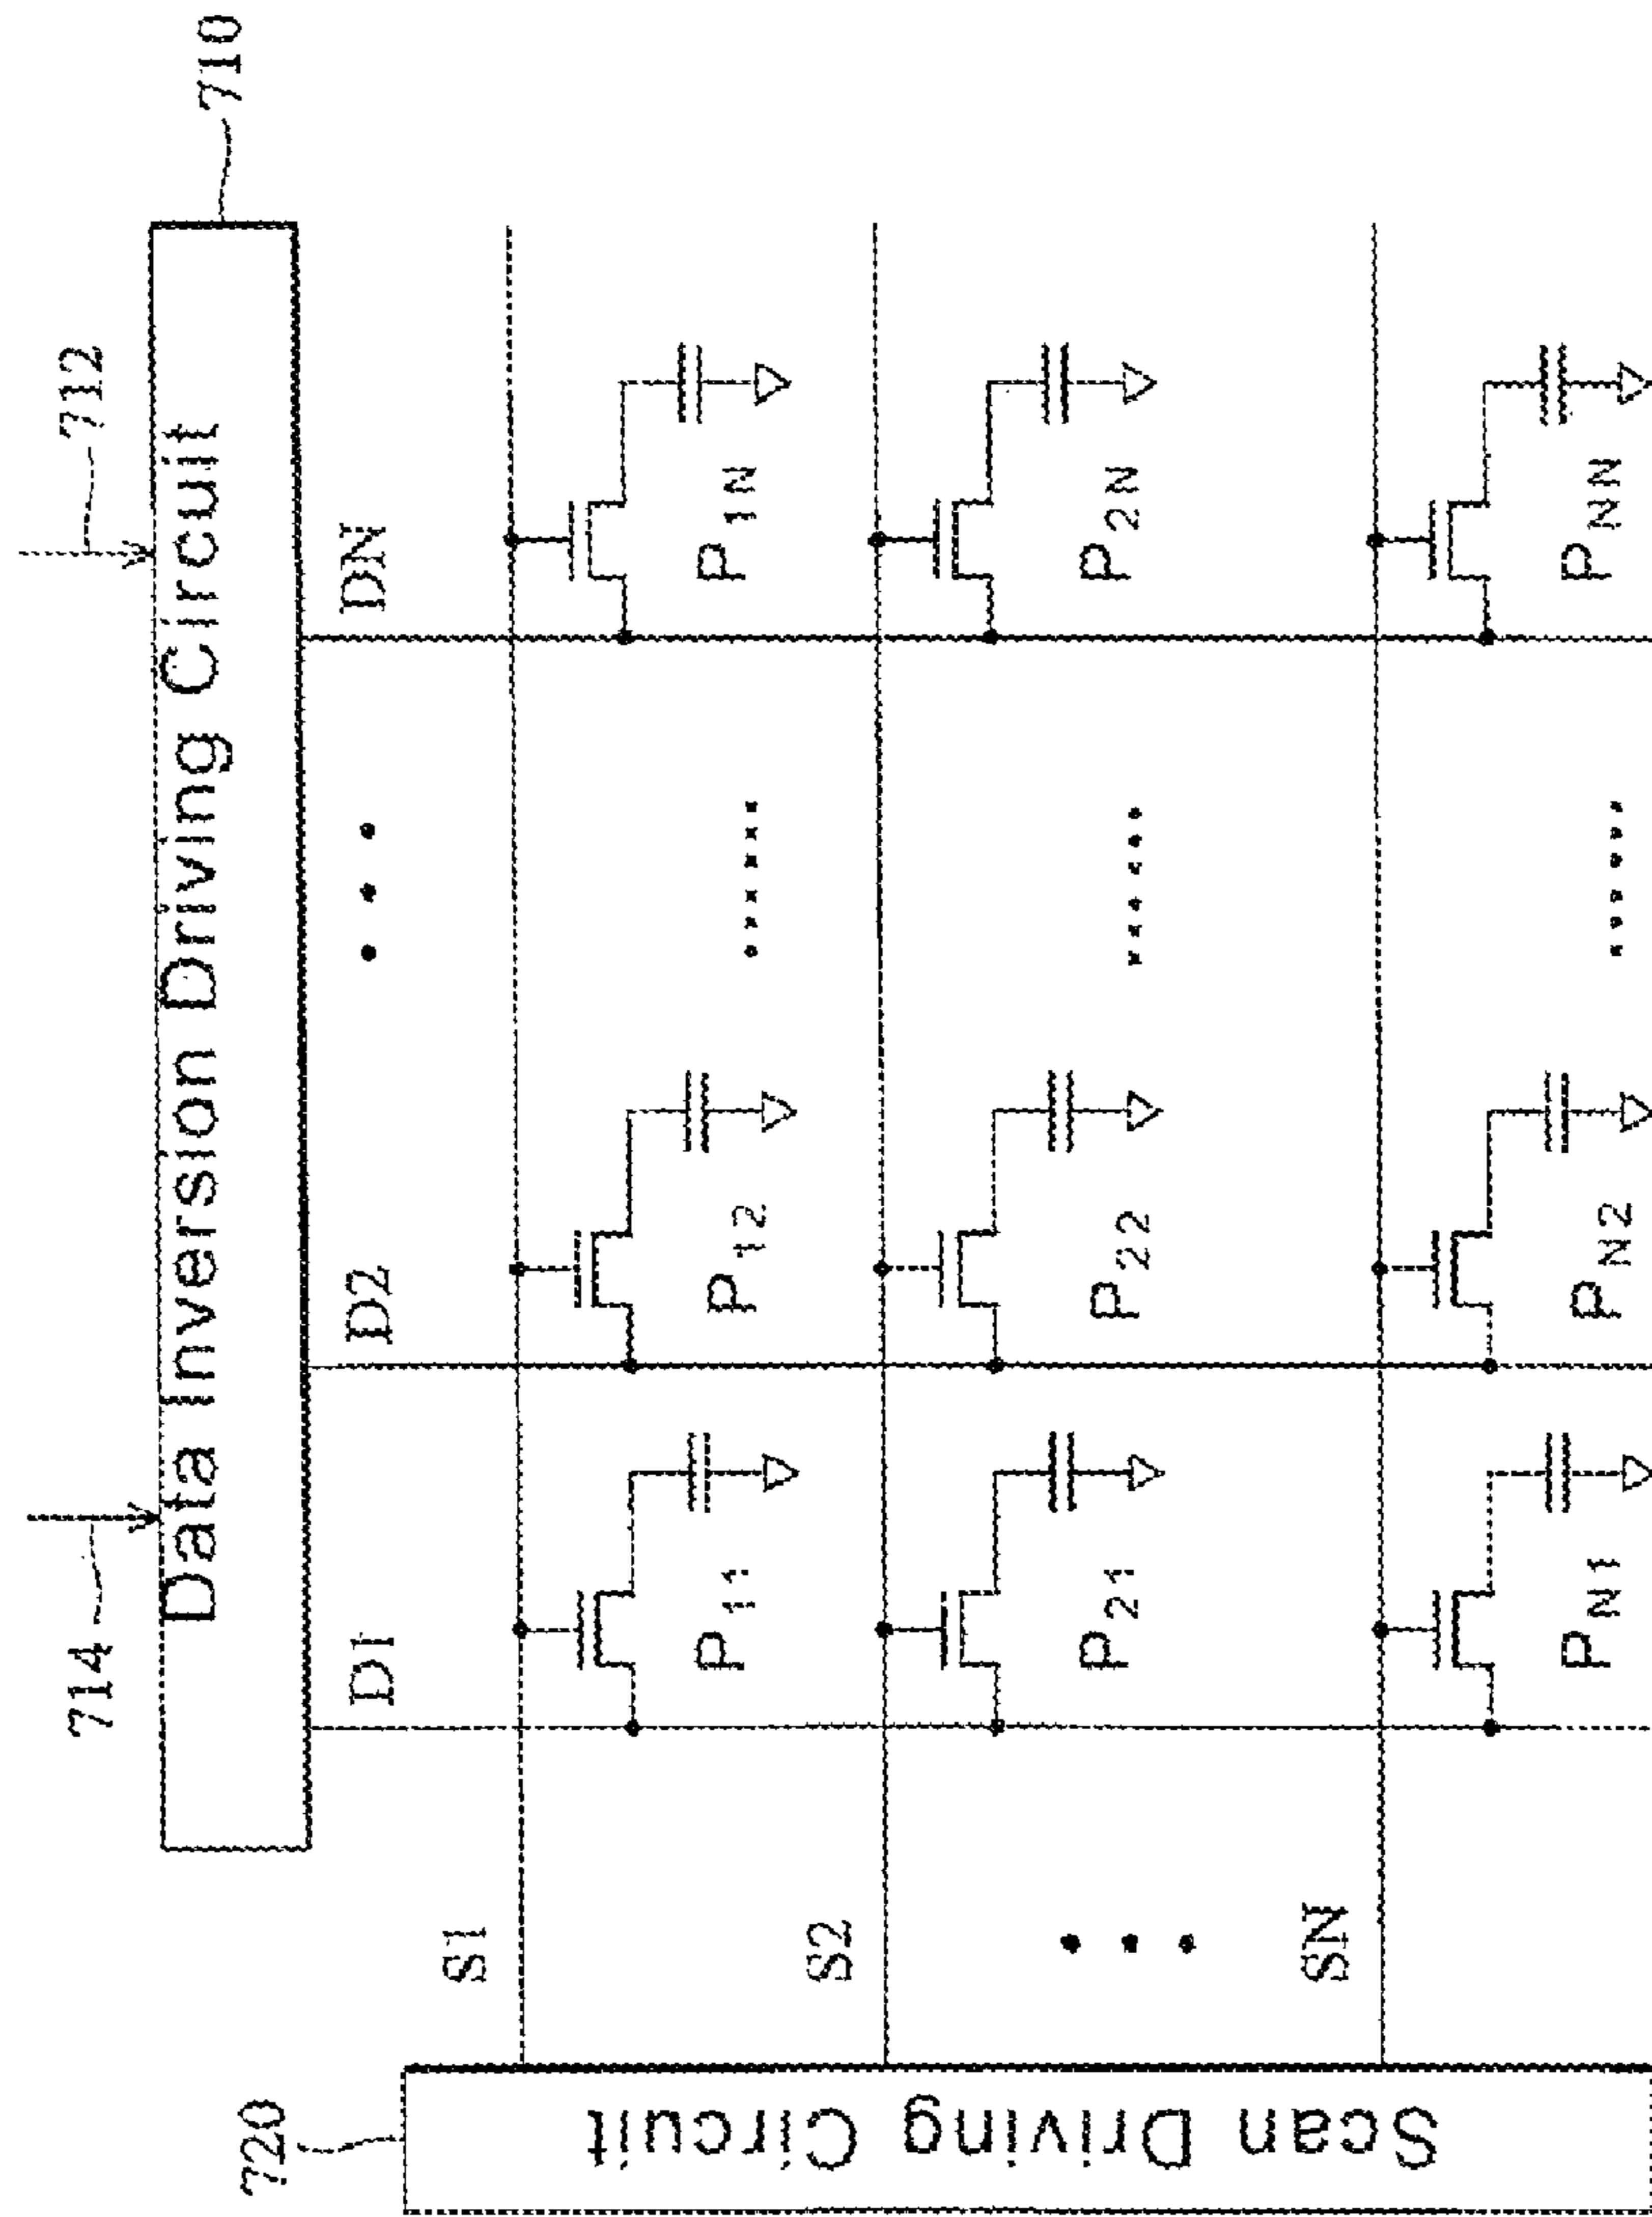 714
712
710
Data Inversion Driving Circuit
D1
D2
DN
S1
P11
P12
P1N
S2
P21
P22
P2N
SN
PN1
PN2
PNN
720
Scan Driving Circuit